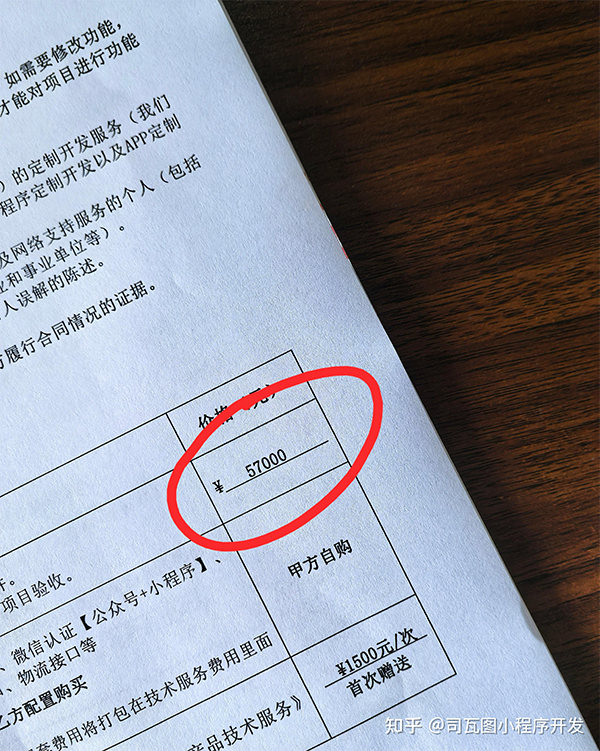 如需要修改功能，
才能对项目进行功能
）的定制开发服务（我们
程序定制开发以及APP定制
及网络支持服务的个人（包括
业和事业单位等）。
人误解的陈述。
履行合同情况的证据。
价格（元）
¥ 57000
。
项目验收。
甲方自购
、微信认证【公众号+小程序】、
、物流接口等
乙方配置购买
套费用将打包在技术服务费用里面
¥1500元/次
首次赠送
产品技术服务》
知乎 @司瓦图小程序开发